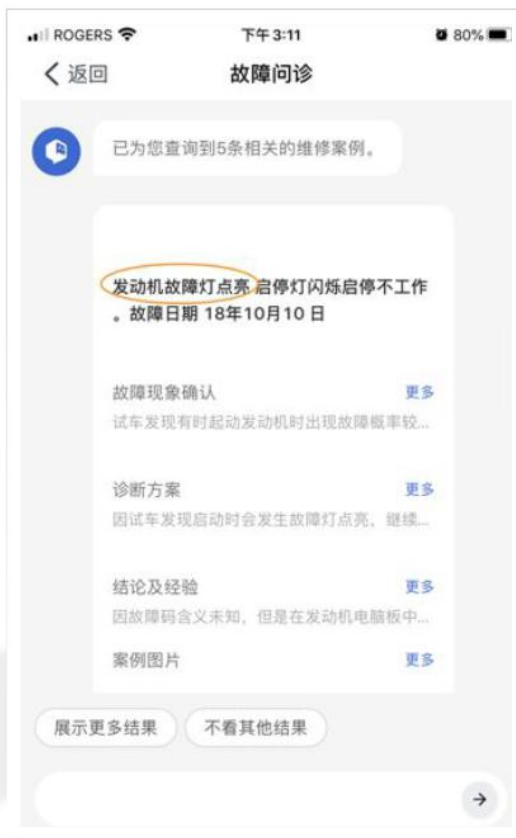 ROGERS 下午 3:11 80%
返回 故障问诊
已为您查询到5条相关的维修案例。
发动机故障灯点亮 启停灯闪烁启停不工作
。故障日期 18年10月10 日
故障现象确认 更多
试车发现有时起动发动机时出现故障概率较...
诊断方案 更多
因试车发现启动时会发生故障灯点亮，继续...
结论及经验 更多
因故障码含义未知，但是在发动机电脑板中...
案例图片 更多
展示更多结果 不看其他结果